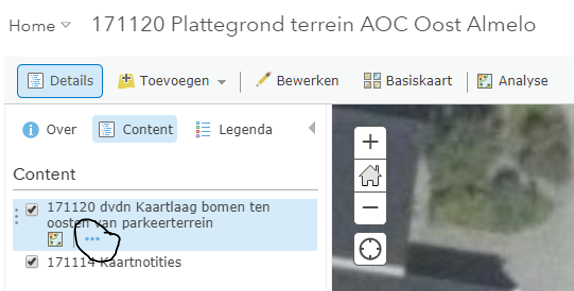 Home 171120 Plattegrond terrein AOC Oost Almelo
Details Toevoegen Bewerken Basiskaart Analyse
Over Content Legenda
Content
171120 dvdn Kaartlaag bomen ten
oosten van parkeerterrein
171114 Kaartnotities